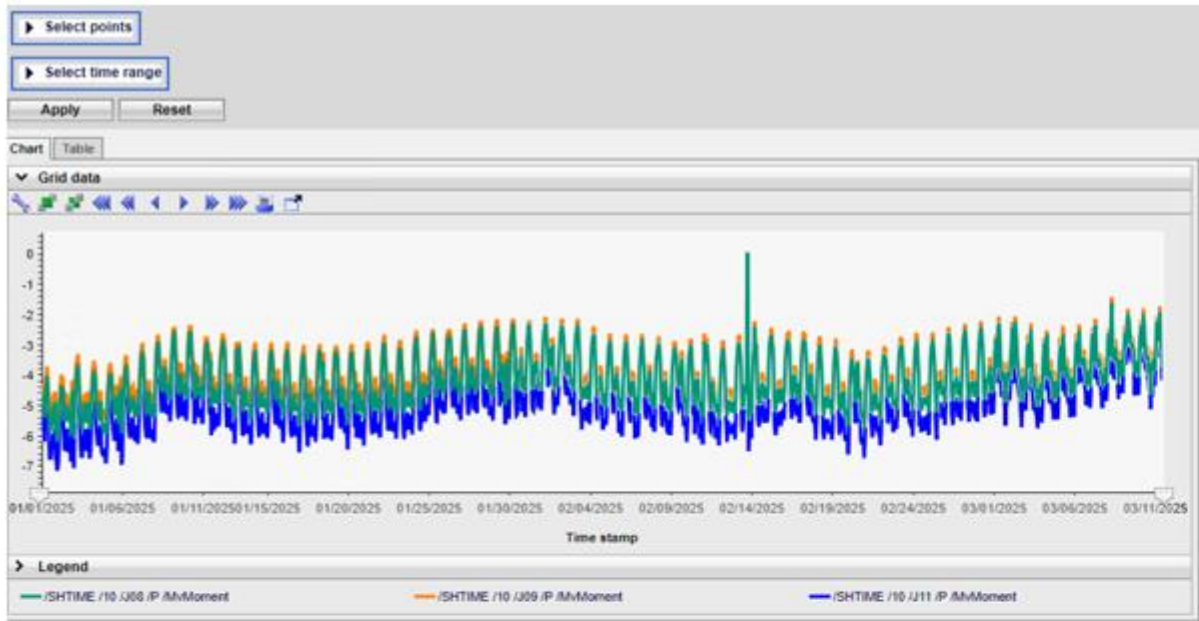 Select points
Select time range
Apply Reset
Chart Table
Grid data
0
-1
-2
-3
-4
-5
-6
-7
01/01/2025 01/06/2025 01/11/2025 01/15/2025 01/20/2025 01/25/2025 01/30/2025 02/04/2025 02/09/2025 02/14/2025 02/19/2025 02/24/2025 03/01/2025 03/06/2025 03/11/2025
Time stamp
Legend
/SHTIME /10 /J08 /P /MvMoment /SHTIME /10 /J09 /P /MvMoment /SHTIME /10 /J11 /P /MvMoment